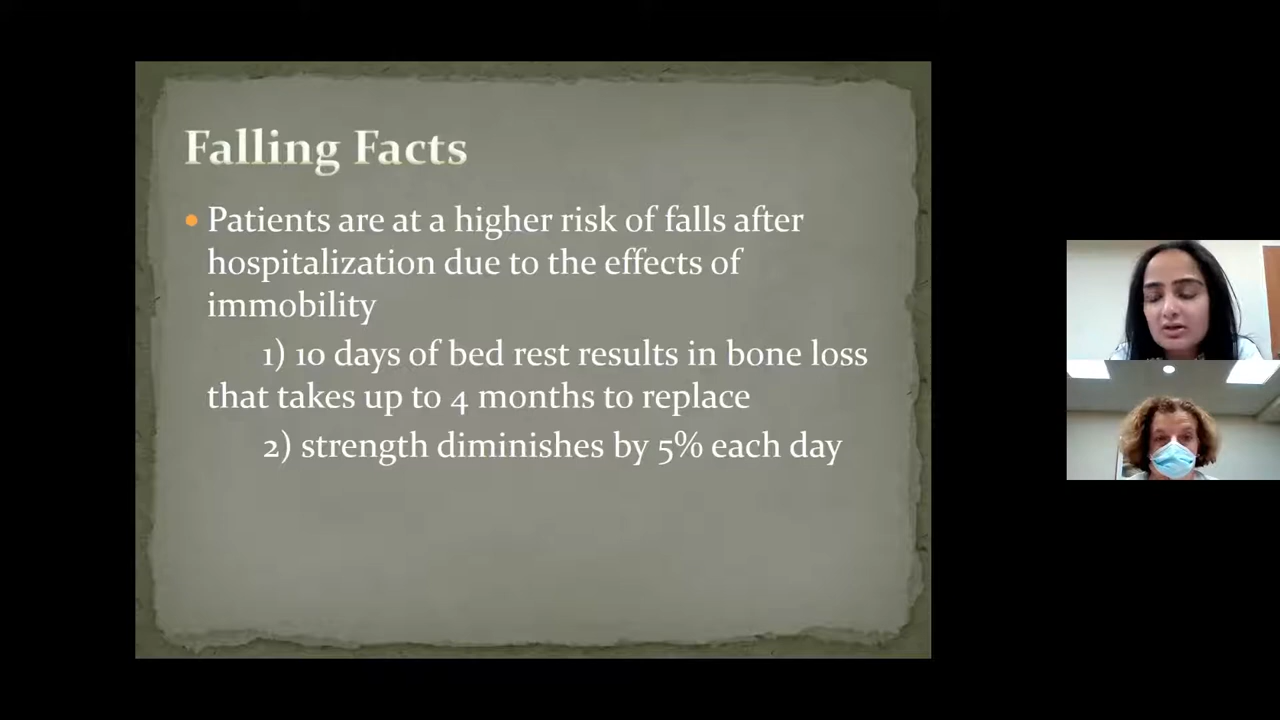 Falling Facts
• Patients are at a higher risk of falls after
hospitalization due to the effects of
immobility
1) 10 days of bed rest results in bone loss
that takes up to 4 months to replace
2) strength diminishes by 5% each day